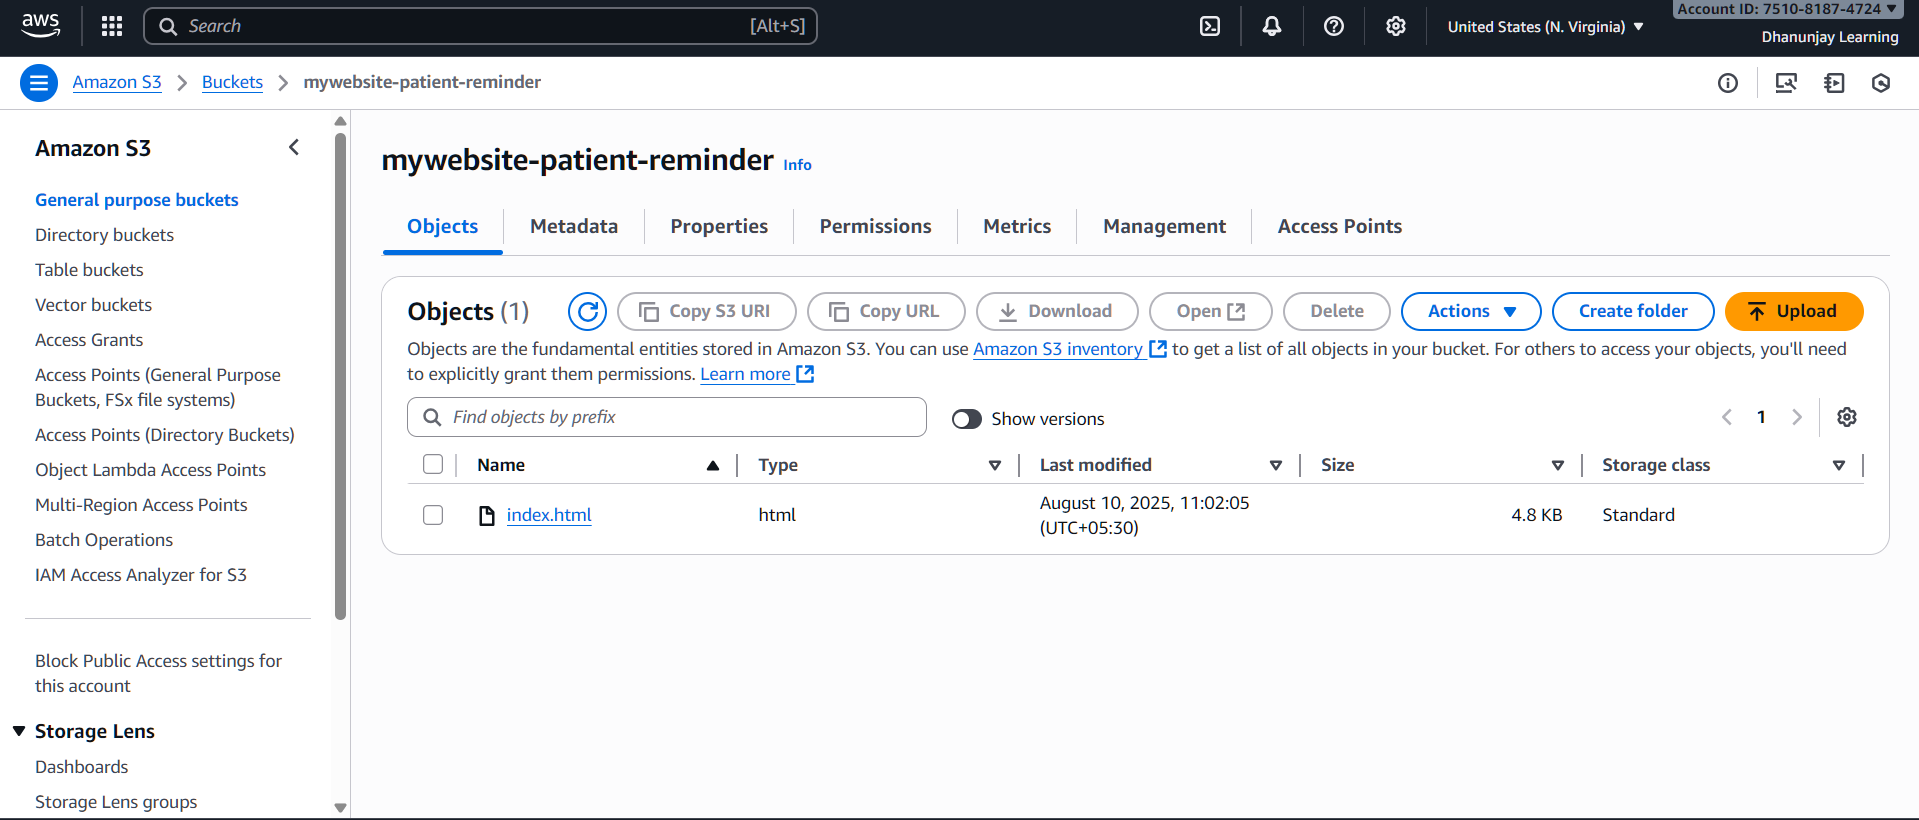 aws
Search [Alt+S]
United States (N. Virginia)
Account ID: 7510-8187-4724
Dhanunjay Learning
Amazon S3 Buckets mywebsite-patient-reminder
Amazon S3
General purpose buckets
Directory buckets
Table buckets
Vector buckets
Access Grants
Access Points (General Purpose
Buckets, FSx file systems)
Access Points (Directory Buckets)
Object Lambda Access Points
Multi-Region Access Points
Batch Operations
IAM Access Analyzer for S3
Block Public Access settings for
this account
Storage Lens
Dashboards
Storage Lens groups
mywebsite-patient-reminder Info
Objects Metadata Properties Permissions Metrics Management Access Points
Objects (1) Copy S3 URI Copy URL Download Open Delete Actions Create folder Upload
Objects are the fundamental entities stored in Amazon S3. You can use Amazon S3 inventory to get a list of all objects in your bucket. For others to access your objects, you'll need
to explicitly grant them permissions. Learn more
Find objects by prefix Show versions 1
Name Type Last modified Size Storage class
index.html html August 10, 2025, 11:02:05 4.8 KB Standard
(UTC+05:30)